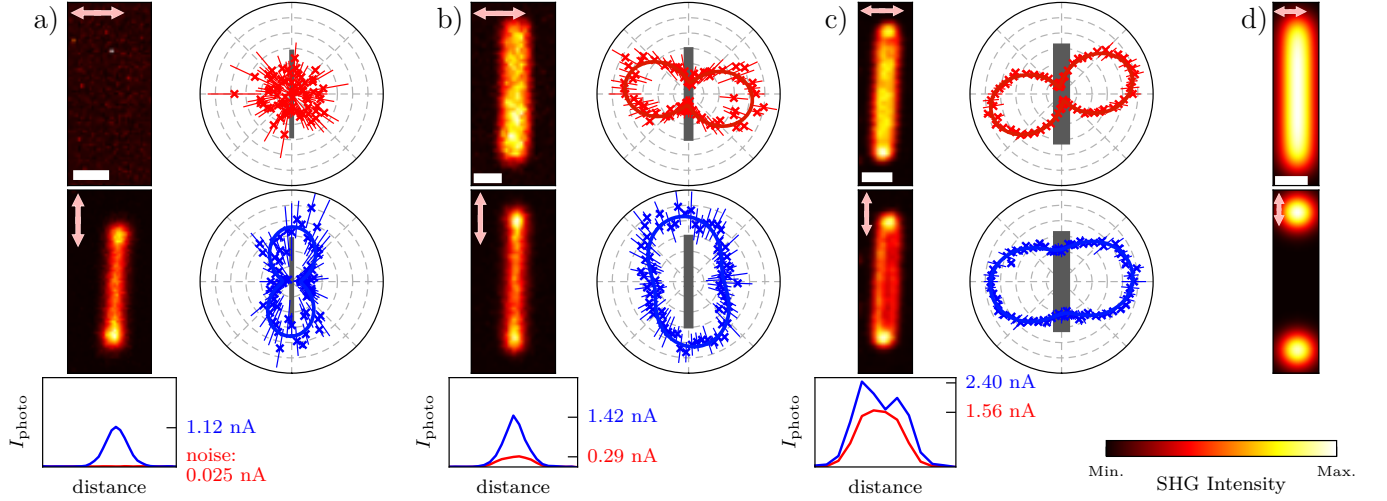 a)
b)
c)
d)
I_photo
1.12 nA
noise:
0.025 nA
distance
I_photo
1.42 nA
0.29 nA
distance
I_photo
2.40 nA
1.56 nA
distance
Min.
Max.
SHG Intensity